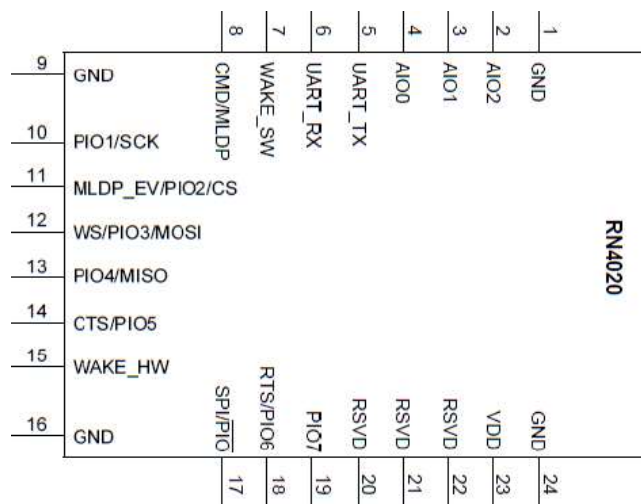 8 7 6 5 4 3 2 1
CMD/MLDP WAKE_SW UART_RX UART_TX AIO0 AIO1 AIO2 GND
9 GND
10 PIO1/SCK
11 MLDP_EV/PIO2/CS
12 WS/PIO3/MOSI
13 PIO4/MISO
14 CTS/PIO5
15 WAKE_HW
16 GND
RN4020
SPI/PIO RTS/PIO6 PIO7 RSVD RSVD RSVD VDD GND
17 18 19 20 21 22 23 24